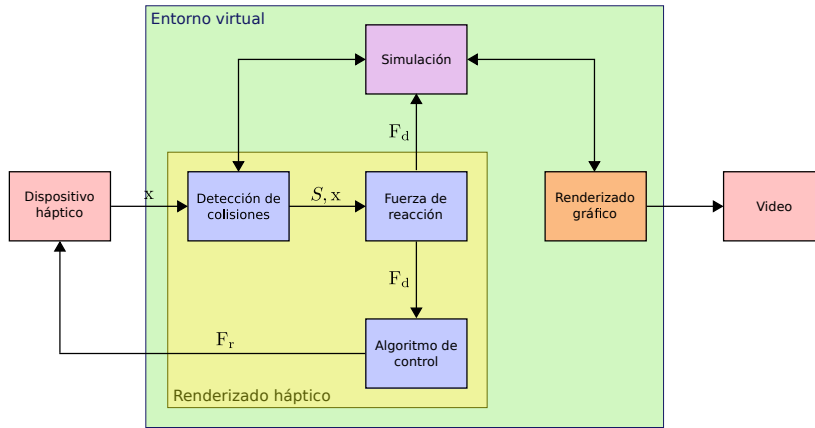 Entorno virtual
Simulación
F_d
Dispositivo
háptico
x
Detección de
colisiones
S, x
Fuerza de
reacción
Renderizado
gráfico
Video
F_d
F_r
Algoritmo de
control
Renderizado háptico